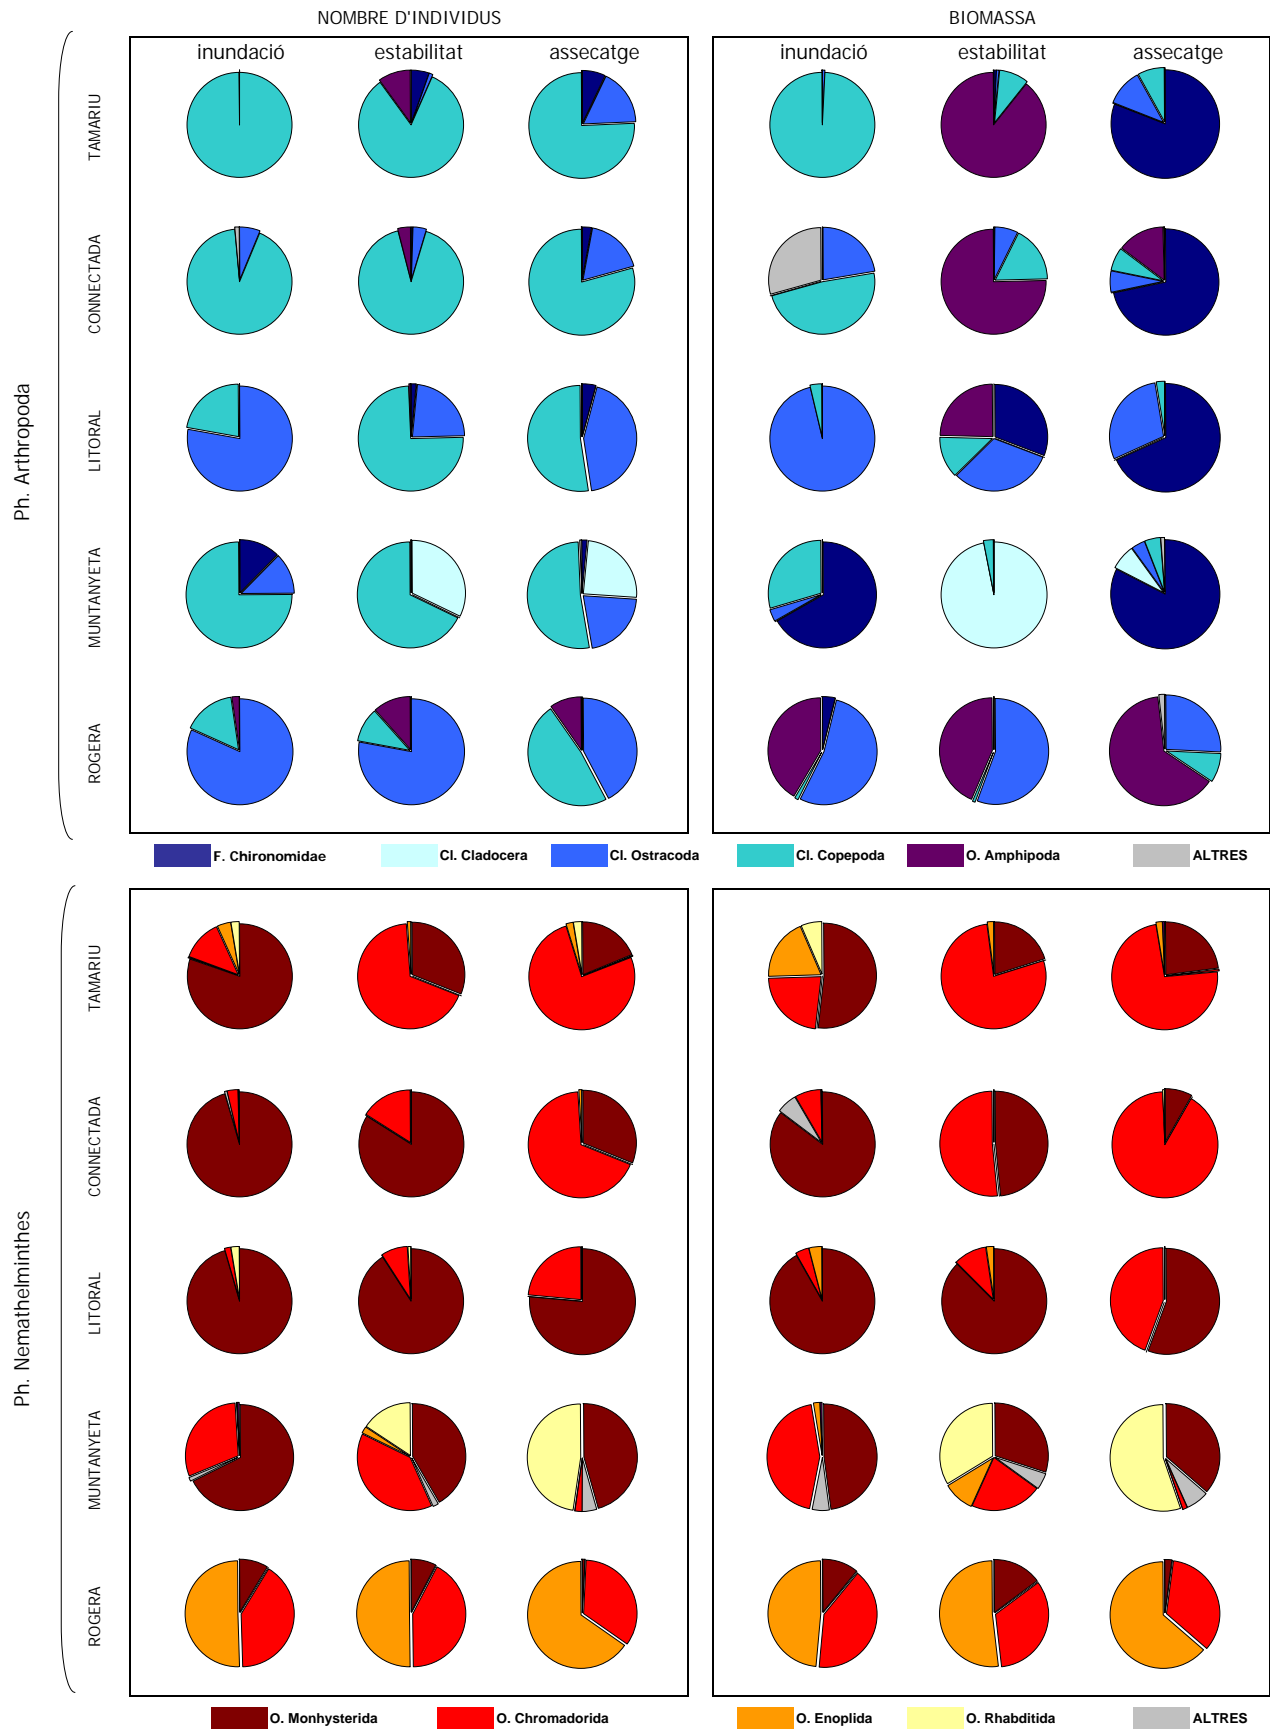 NOMBRE D'INDIVIDUS BIOMASSA
inundació estabilitat assecatge inundació estabilitat assecatge
TAMARIU
CONNECTADA
Ph. Arthropoda
LITORAL
MUNTANYETA
ROGERA
F. Chironomidae Cl. Cladocera Cl. Ostracoda Cl. Copepoda O. Amphipoda ALTRES
TAMARIU
CONNECTADA
Ph. Nemathelminthes
LITORAL
MUNTANYETA
ROGERA
O. Monhysterida O. Chromadorida O. Enoplida O. Rhabditida ALTRES